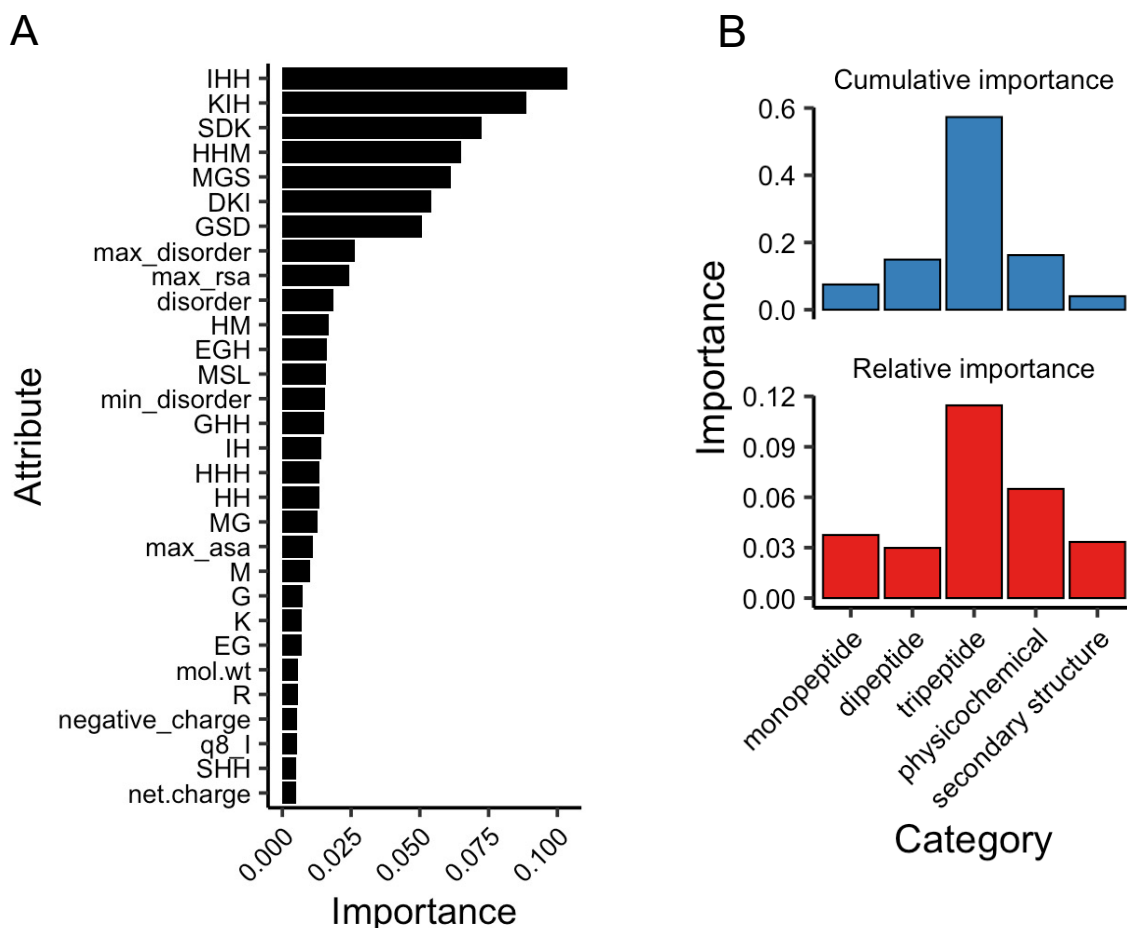 A
IHH
KIH
SDK
HHM
MGS
DKI
GSD
max_disorder
max_rsa
disorder
HM
EGH
MSL
min_disorder
GHH
IH
HHH
HH
MG
max_asa
M
G
K
EG
mol.wt
R
negative_charge
q8_I
SHH
net.charge
Attribute
0.000
0.025
0.050
0.075
0.100
Importance
B
Cumulative importance
0.6
0.4
0.2
0.0
Relative importance
0.12
0.09
0.06
0.03
0.00
Importance
monopeptide
dipeptide
tripeptide
physicochemical
secondary structure
Category